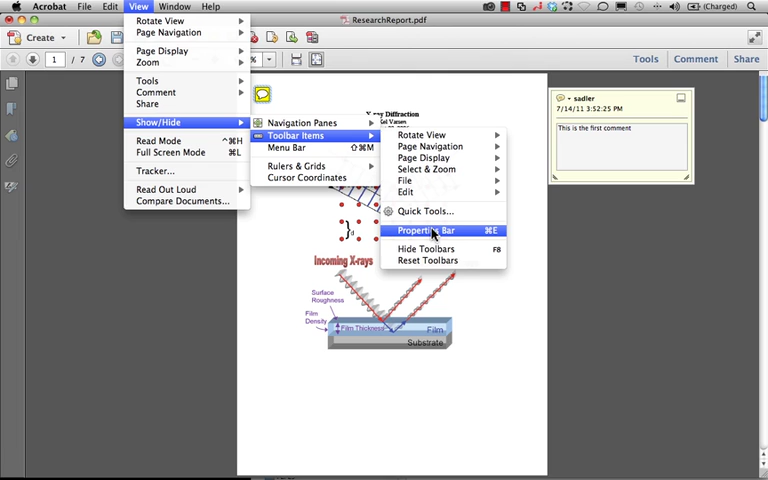 Acrobat File Edit View Window Help (Charged)
ResearchReport.pdf
Create
1 / 7 %
Tools Comment Share
Rotate View
Page Navigation
Page Display
Zoom
Tools
Comment
Share
Show/Hide
Read Mode ^⌘H
Full Screen Mode ⌘L
Tracker...
Read Out Loud
Compare Documents...
Navigation Panes
Toolbar Items
Menu Bar ⇧⌘M
Rulers & Grids
Cursor Coordinates
Rotate View
Page Navigation
Page Display
Select & Zoom
File
Edit
Quick Tools...
Properties Bar ⌘E
Hide Toolbars F8
Reset Toolbars
X-ray Diffraction
d
Incoming X-rays
Surface
Roughness
Film
Density
Film Thickness
Film
Substrate
sadler
7/14/11 3:52:25 PM
This is the first comment